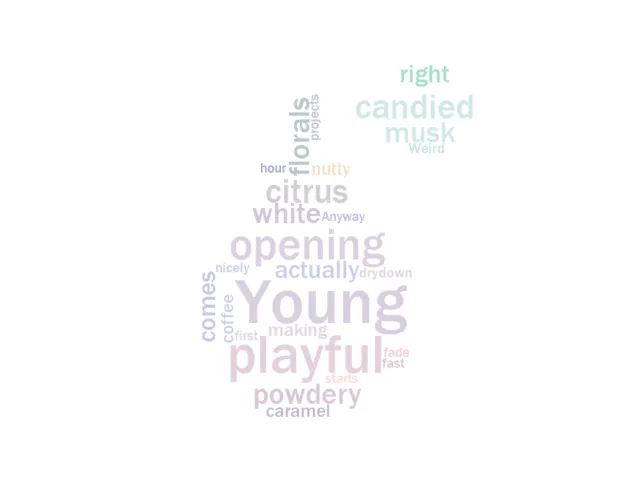 right
candied
musk
Weird
florals
projects
hour
nutty
citrus
white
Anyway
opening
nicely
actually
drydown
comes
coffee
Young
first
making
playful
fade
fast
starts
powdery
caramel